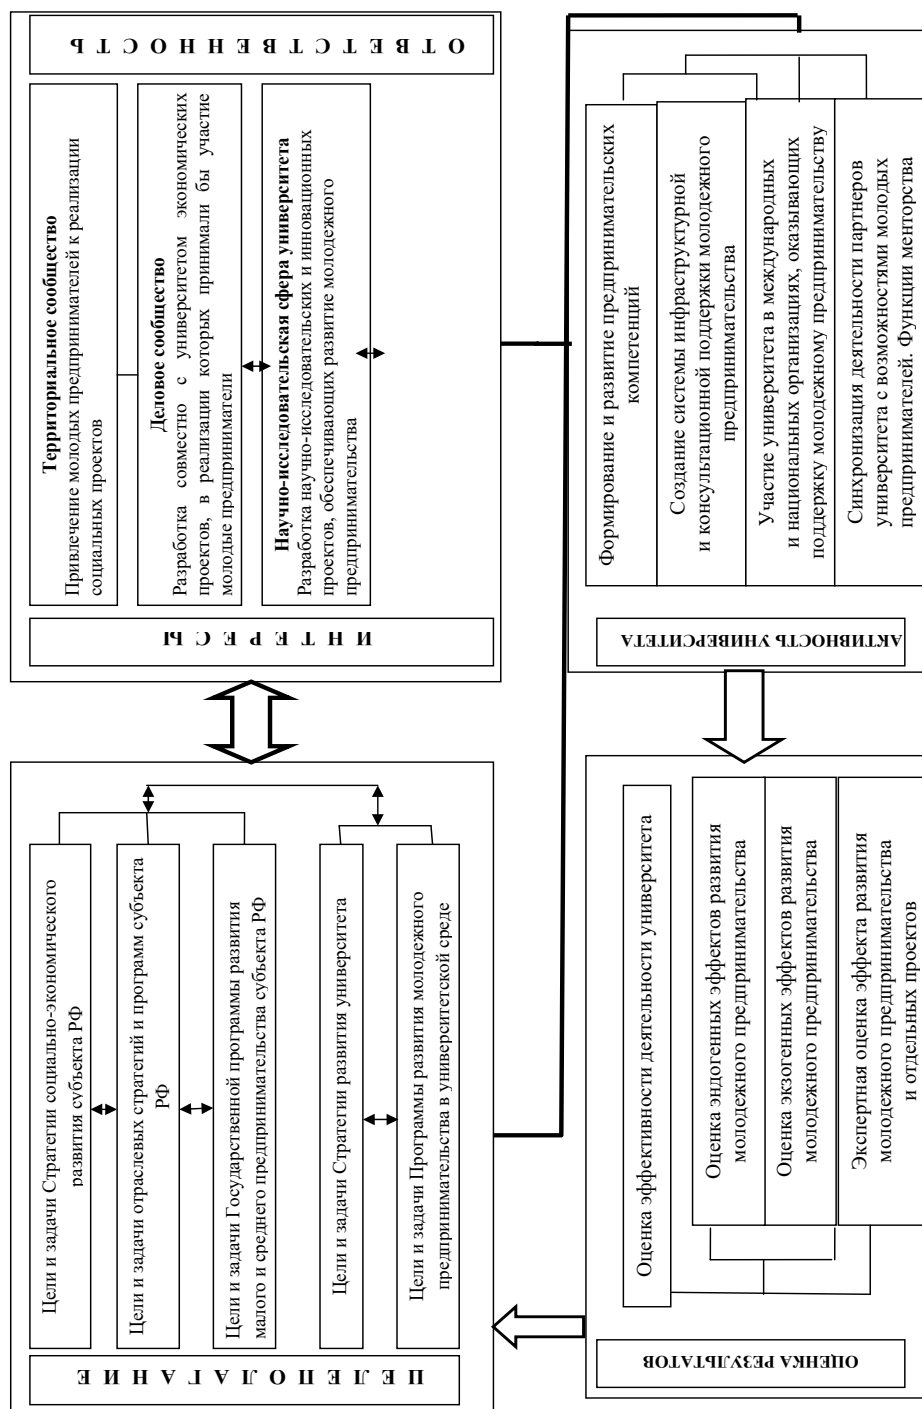 ЦЕЛЕПОЛАГАНИЕ
Цели и задачи Стратегии социально-экономического
развития субъекта РФ
Цели и задачи отраслевых стратегий и программ субъекта
РФ
Цели и задачи Государственной программы развития
малого и среднего предпринимательства субъекта РФ
Цели и задачи Стратегии развития университета
Цели и задачи Программы развития молодежного
предпринимательства в университетской среде
ИНТЕРЕСЫ
Территориальное сообщество
Привлечение молодых предпринимателей к реализации
социальных проектов
Деловое сообщество
Разработка совместно с университетом экономических
проектов, в реализации которых принимали бы участие
молодые предприниматели
Научно-исследовательская сфера университета
Разработка научно-исследовательских и инновационных
проектов, обеспечивающих развитие молодежного
предпринимательства
ОТВЕТСТВЕННОСТЬ
ОЦЕНКА РЕЗУЛЬТАТОВ
Оценка эффективности деятельности университета
Оценка эндогенных эффектов развития
молодежного предпринимательства
Оценка экзогенных эффектов развития
молодежного предпринимательства
Экспертная оценка эффекта развития
молодежного предпринимательства
и отдельных проектов
АКТИВНОСТЬ УНИВЕРСИТЕТА
Формирование и развитие предпринимательских
компетенций
Создание системы инфраструктурной
и консультационной поддержки молодежного
предпринимательства
Участие университета в международных
и национальных организациях, оказывающих
поддержку молодежному предпринимательству
Синхронизация деятельности партнеров
университета с возможностями молодых
предпринимателей. Функции менторства